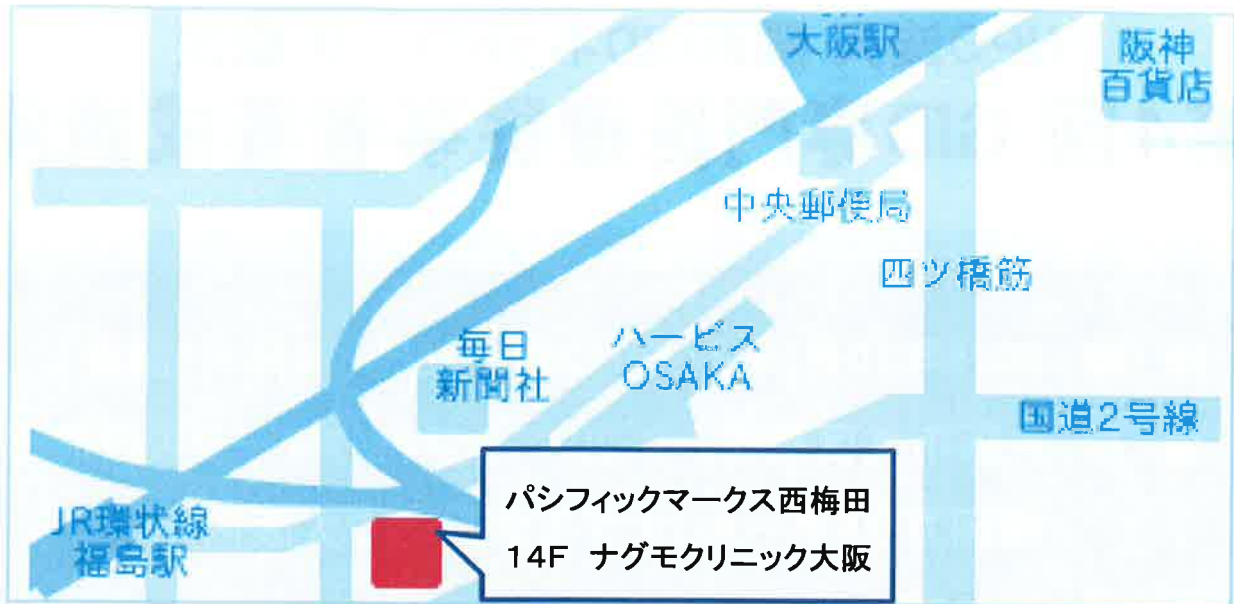 大阪駅
阪神
百貨店
中央郵便局
四ツ橋筋
毎日
新聞社
ハービス
OSAKA
国道2号線
パシフィックマークス西梅田
14F ナグモクリニック大阪
JR環状線
福島駅